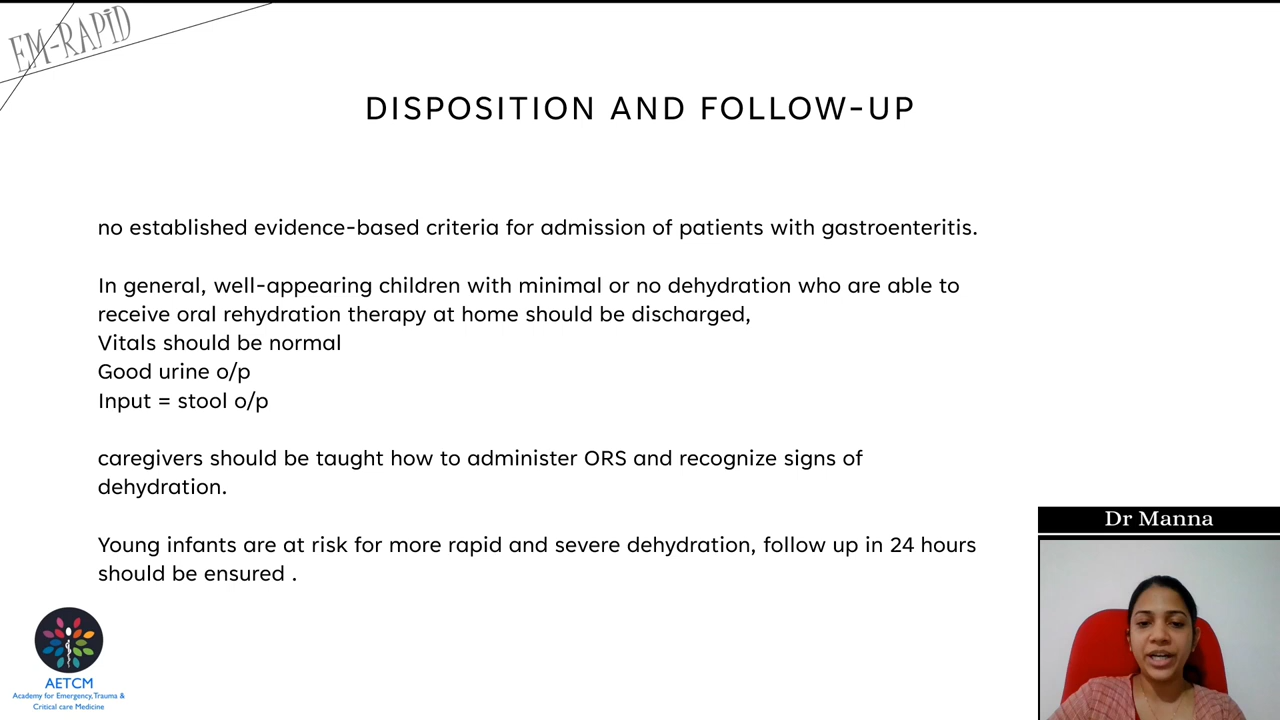 EM-RAPID
DISPOSITION AND FOLLOW-UP
no established evidence-based criteria for admission of patients with gastroenteritis.
In general, well-appearing children with minimal or no dehydration who are able to
receive oral rehydration therapy at home should be discharged,
Vitals should be normal
Good urine o/p
Input = stool o/p
caregivers should be taught how to administer ORS and recognize signs of
dehydration.
Young infants are at risk for more rapid and severe dehydration, follow up in 24 hours
should be ensured .
Dr Manna
AETCM
Academy for Emergency, Trauma &
Critical care Medicine